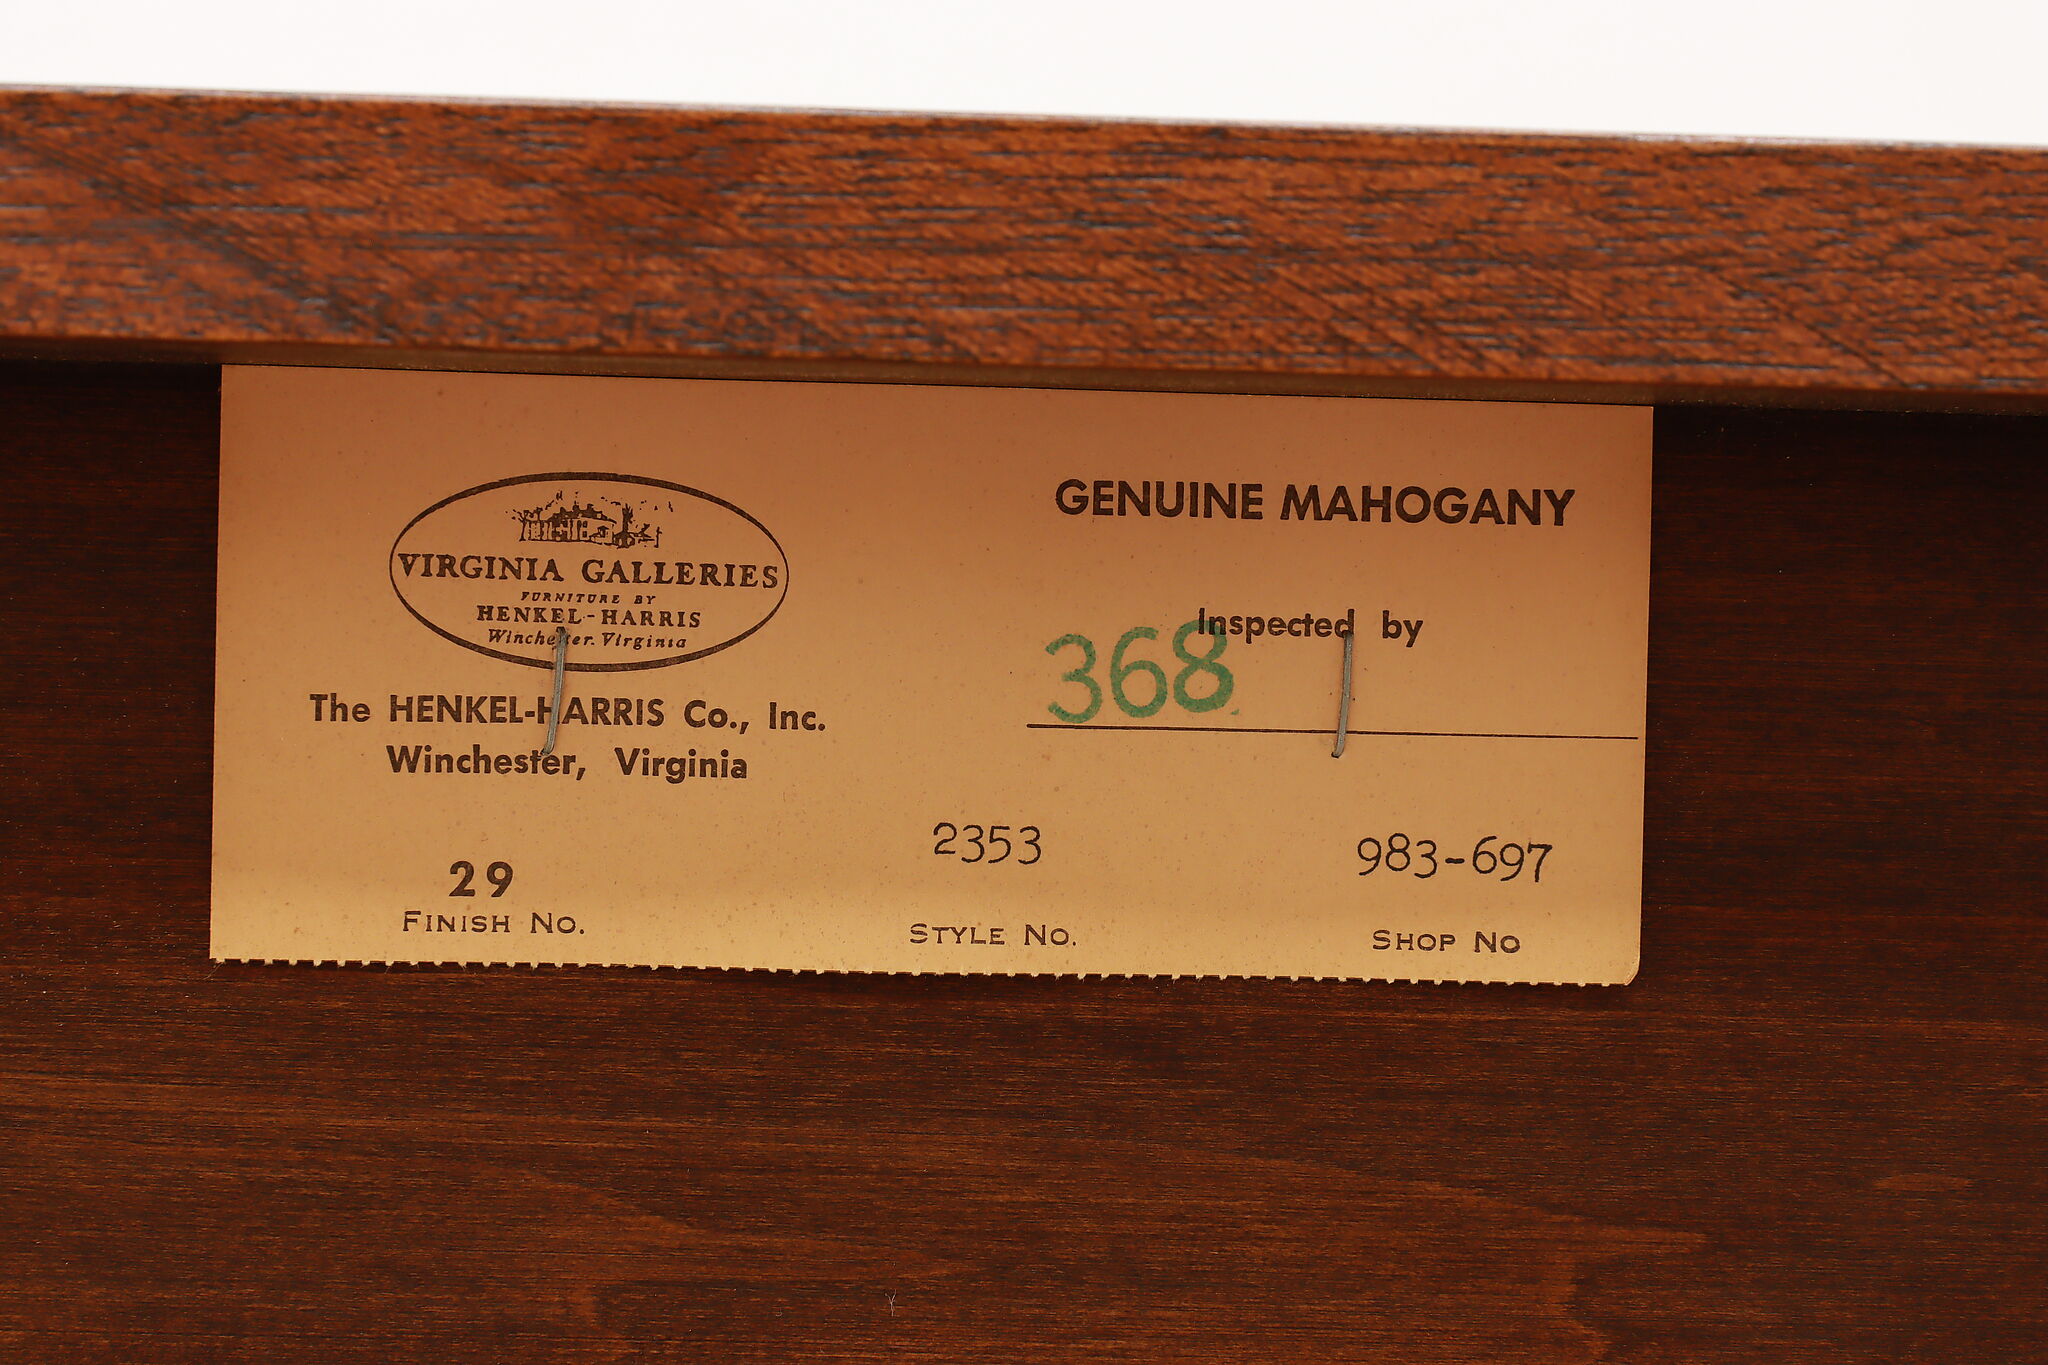 VIRGINIA GALLERIES
FURNITURE BY
HENKEL-HARRIS
Winchester, Virginia
The HENKEL-HARRIS Co., Inc.
Winchester, Virginia
GENUINE MAHOGANY
Inspected by
368
29
FINISH No.
2353
STYLE No.
983-697
SHOP No